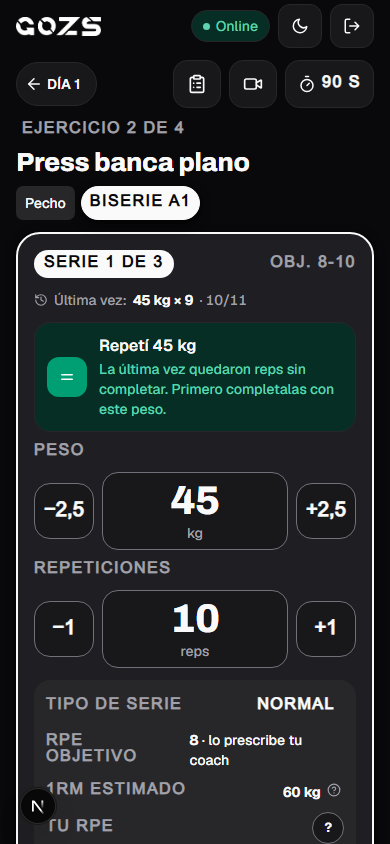 GOZS
Online
DÍA 1
90 S
EJERCICIO 2 DE 4
Press banca plano
Pecho
BISERIE A1
SERIE 1 DE 3
OBJ. 8-10
Última vez: 45 kg × 9 · 10/11
Repetí 45 kg
=
La última vez quedaron reps sin
completar. Primero completalas con
este peso.
PESO
−2,5
45
kg
+2,5
REPETICIONES
−1
10
reps
+1
TIPO DE SERIE
NORMAL
RPE
OBJETIVO
8 · lo prescribe tu
coach
1RM ESTIMADO
60 kg ?
N
TU RPE
?